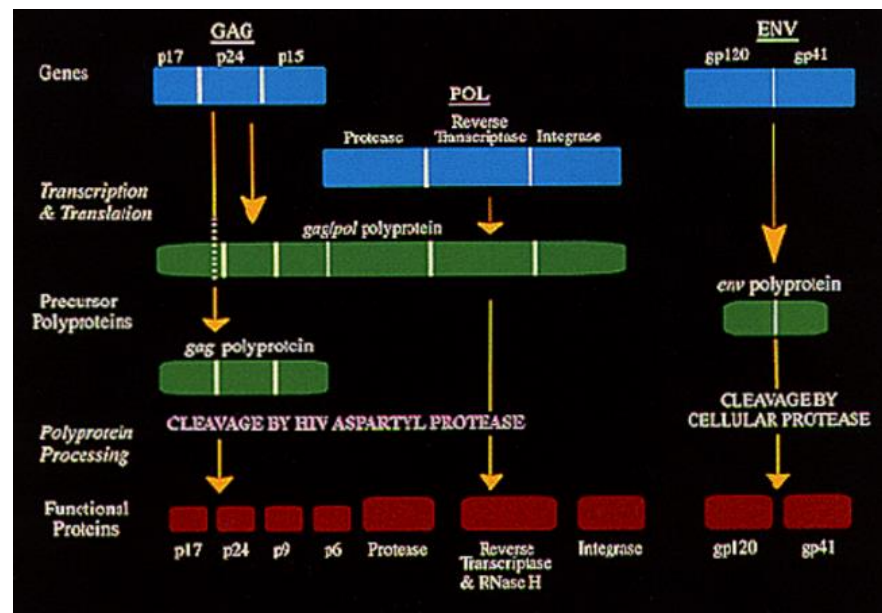 GAG
p17 p24 p15
ENV
gp120 gp41
Genes
POL
Protease Reverse Transcriptase Integrase
Transcription
& Translation
gag/pol polyprotein
Precursor
Polyproteins
env polyprotein
gag polyprotein
CLEAVAGE BY HIV ASPARTYL PROTEASE
CLEAVAGE BY
CELLULAR PROTEASE
Polyprotein
Processing
Functional
Proteins
p17 p24 p9 p6 Protease Reverse Transcriptase & RNase H Integrase gp120 gp41